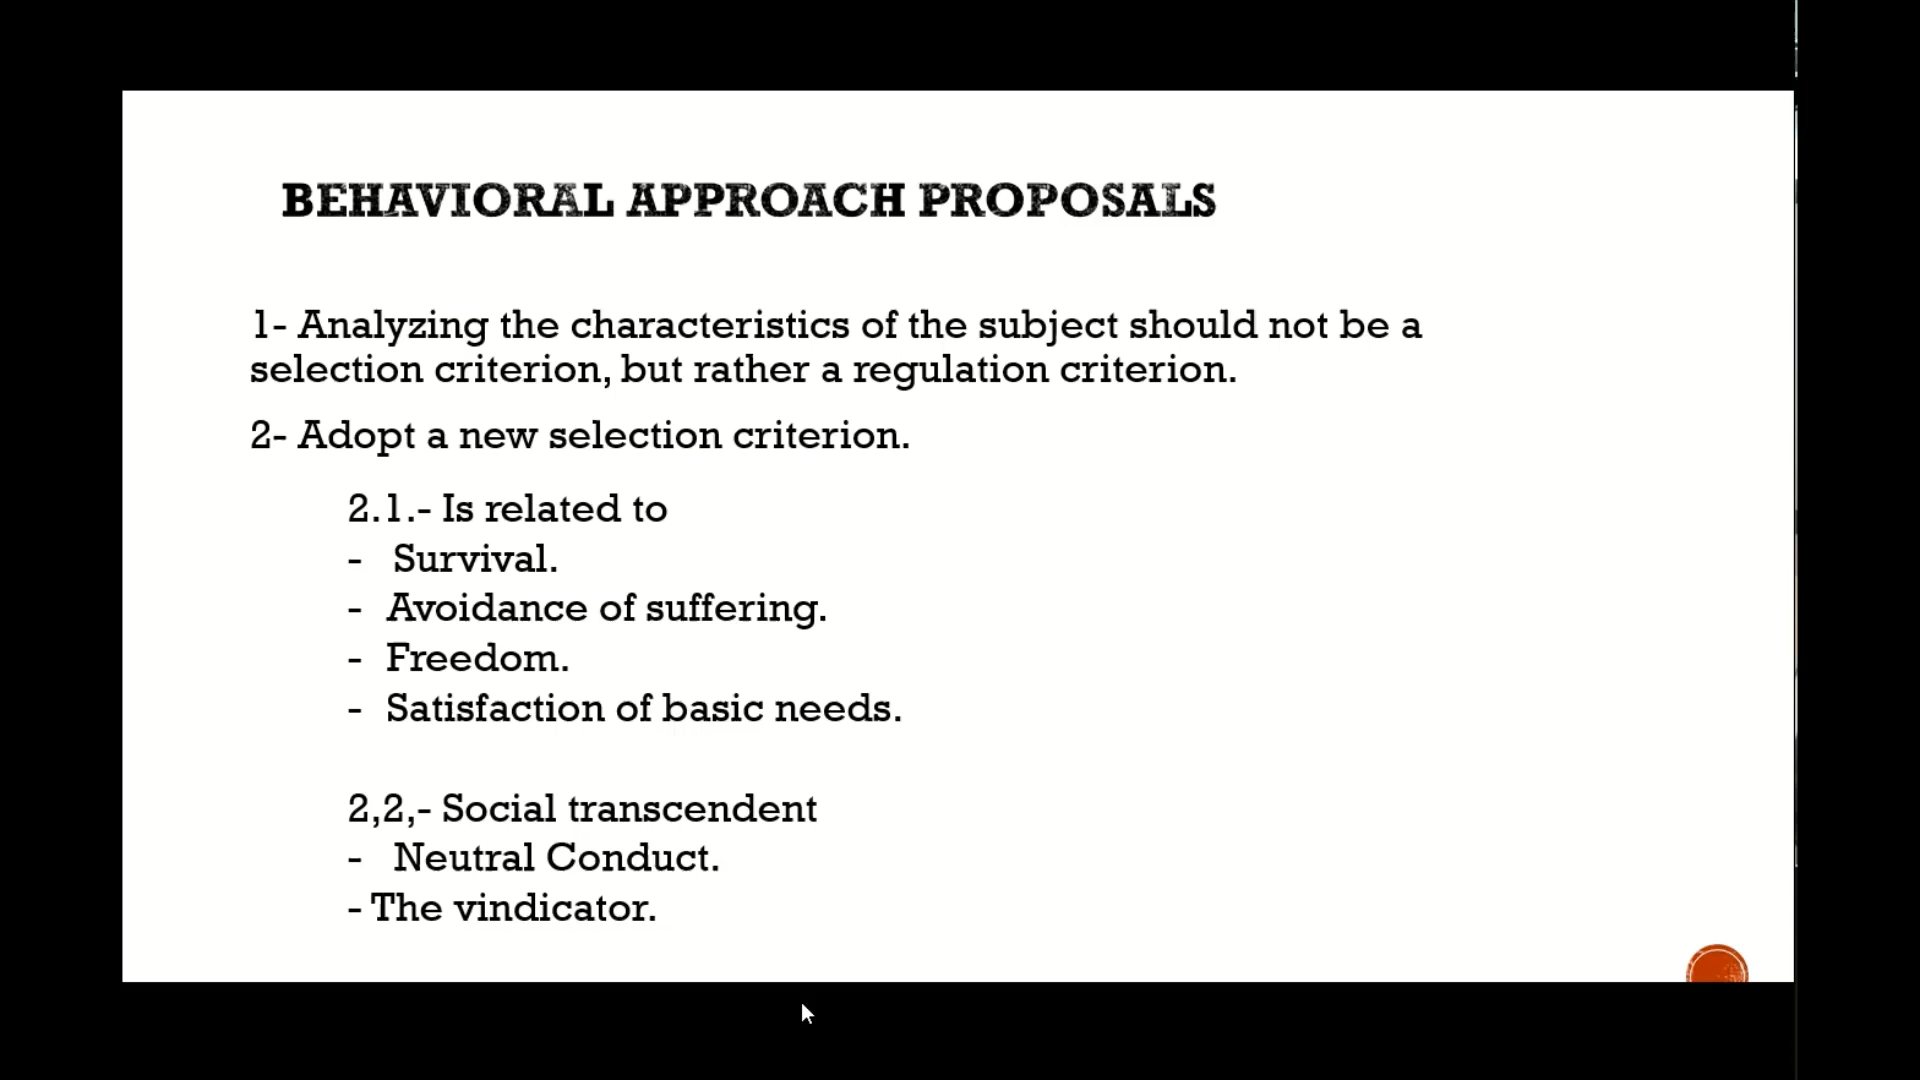 BEHAVIORAL APPROACH PROPOSALS
1- Analyzing the characteristics of the subject should not be a
selection criterion, but rather a regulation criterion.
2- Adopt a new selection criterion.
2.1.- Is related to
- Survival.
- Avoidance of suffering.
- Freedom.
- Satisfaction of basic needs.
2,2,- Social transcendent
- Neutral Conduct.
- The vindicator.